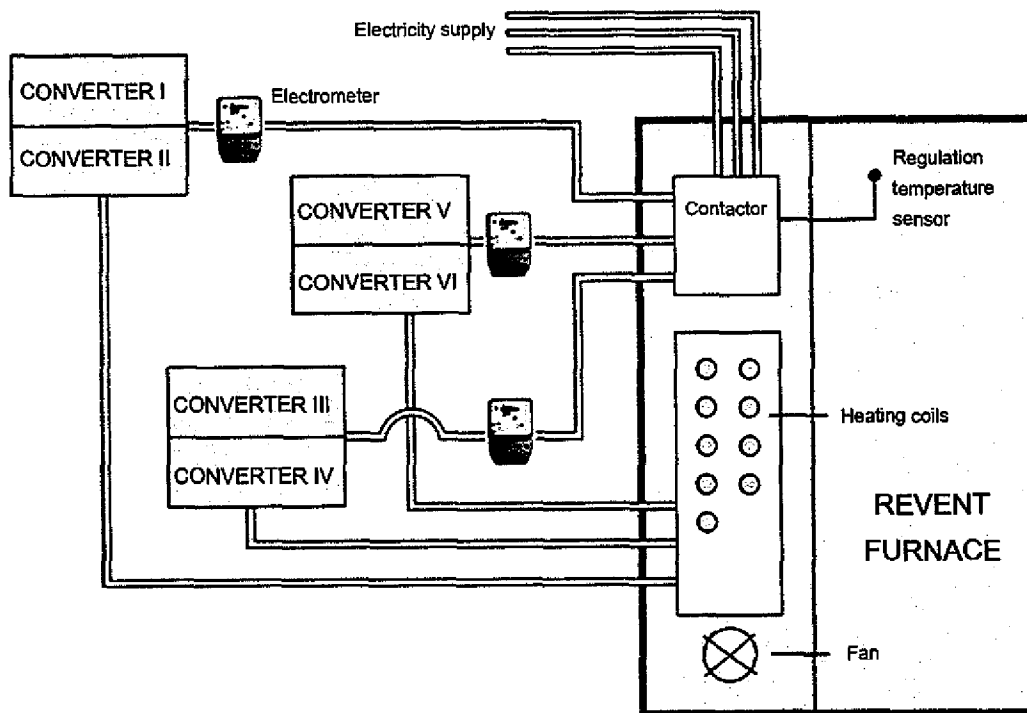 Electricity supply
CONVERTER I
CONVERTER II
Electrometer
CONVERTER V
CONVERTER VI
Contactor
Regulation
temperature
sensor
CONVERTER III
CONVERTER IV
Heating coils
REVENT
FURNACE
Fan